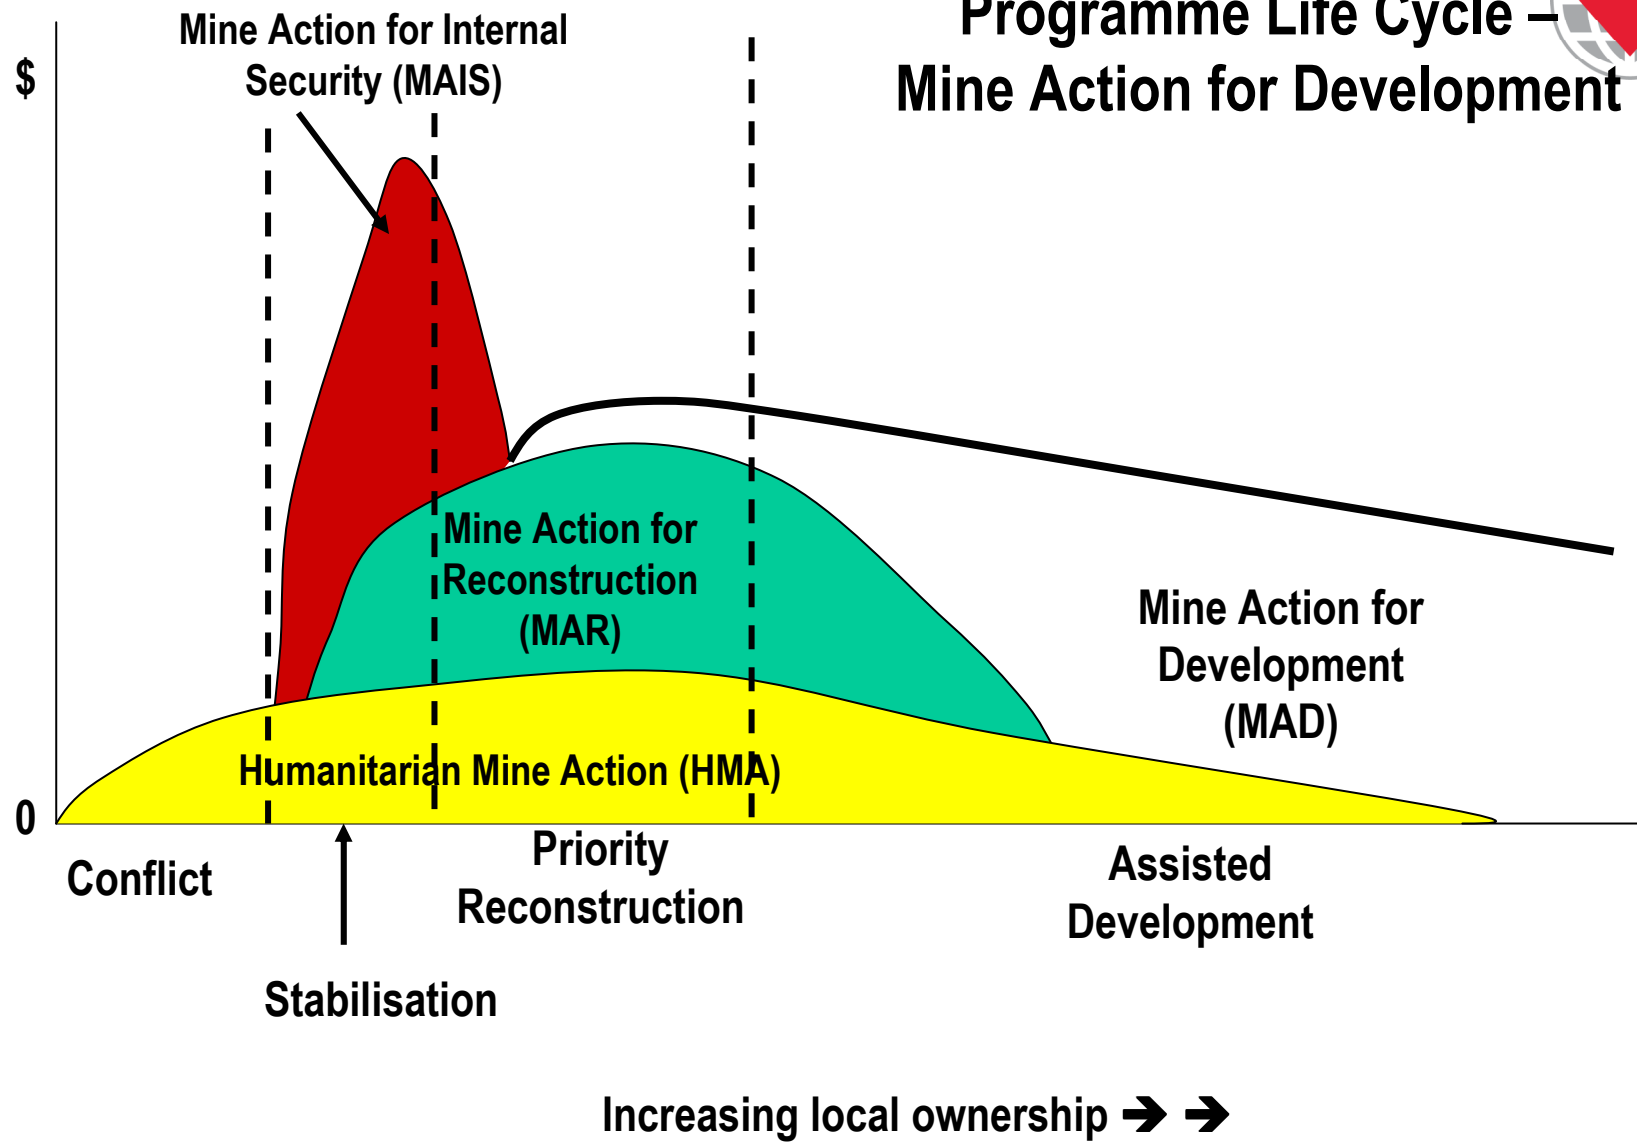 Programme Life Cycle –
Mine Action for Development
Mine Action for Internal
Security (MAIS)
$
Mine Action for
Reconstruction
(MAR)
Mine Action for
Development
(MAD)
Humanitarian Mine Action (HMA)
0
Conflict
Priority
Reconstruction
Assisted
Development
Stabilisation
Increasing local ownership ➔ ➔